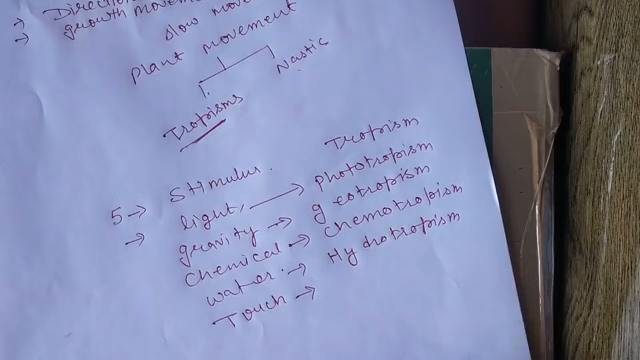 → Direction
→ growth movem
slow move
Plant movement
Tropisms Nastic
Stimulus. Tropism
5 → light, → phototropism
→ gravity → geotropism
Chemical → Chemotropism
water. → Hydrotropism
Touch →